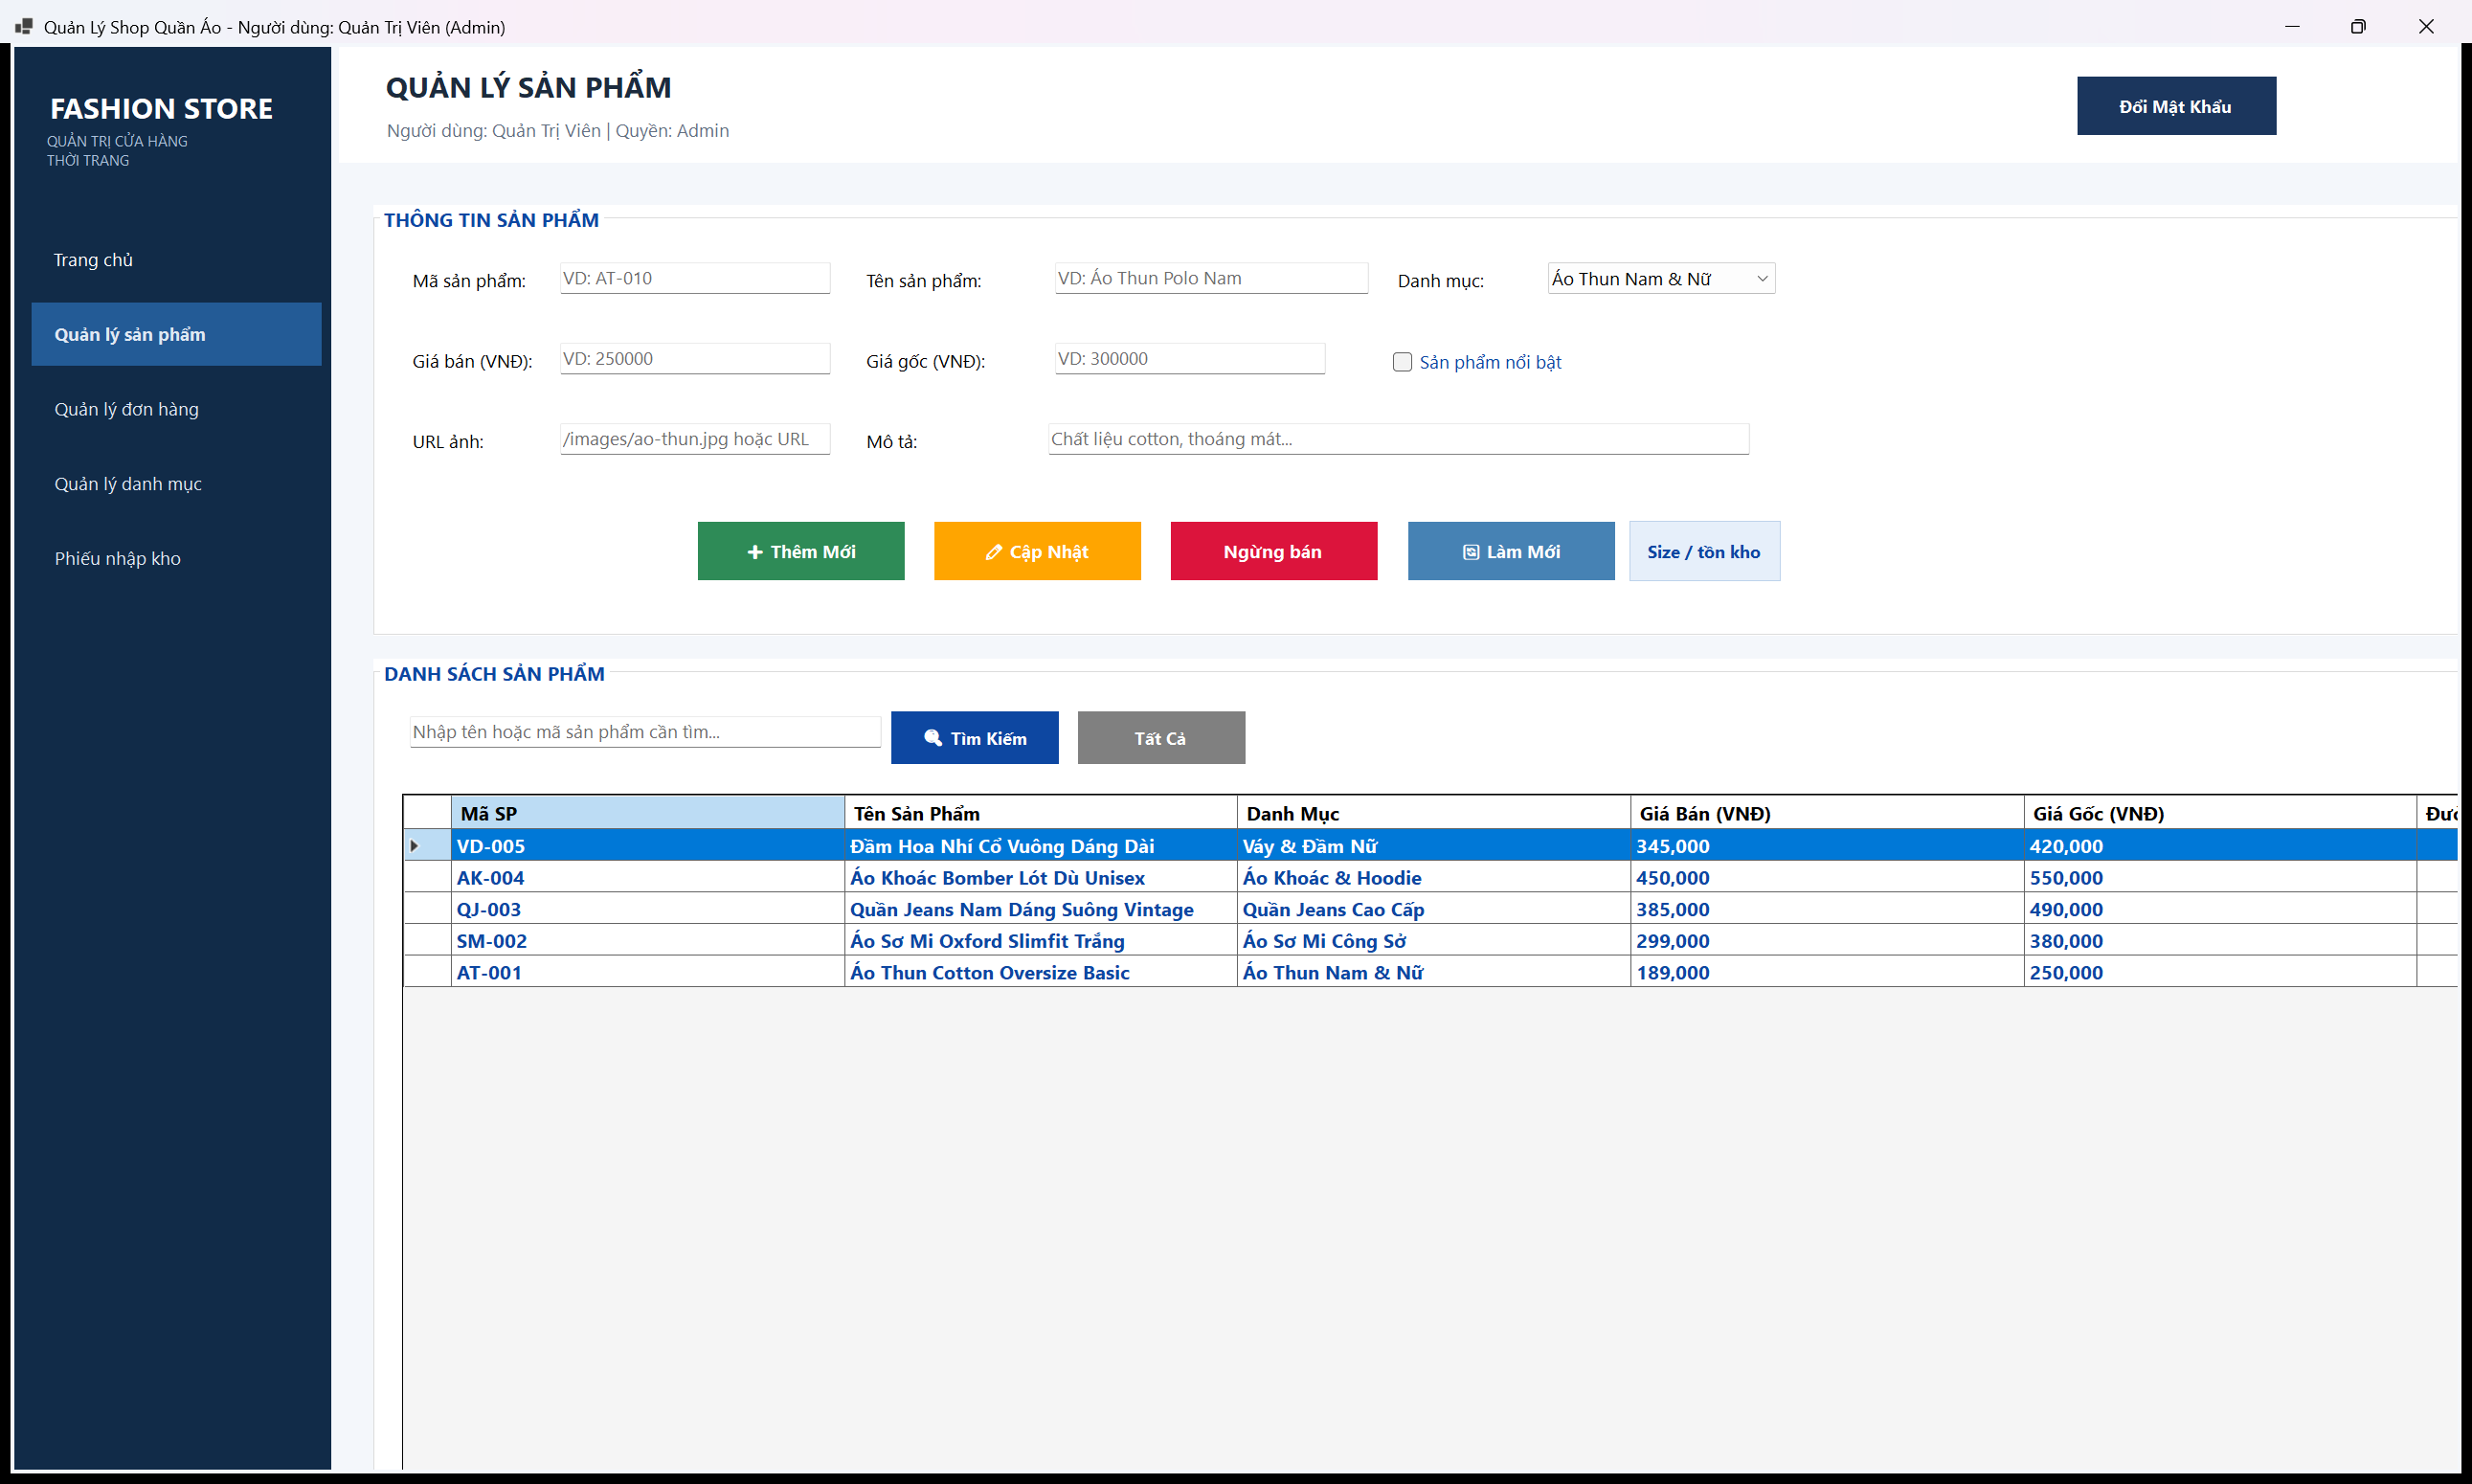 Quản Lý Shop Quần Áo - Người dùng: Quản Trị Viên (Admin)
FASHION STORE
QUẢN TRỊ CỬA HÀNG
THỜI TRANG
Trang chủ
Quản lý sản phẩm
Quản lý đơn hàng
Quản lý danh mục
Phiếu nhập kho
QUẢN LÝ SẢN PHẨM
Người dùng: Quản Trị Viên | Quyền: Admin
Đổi Mật Khẩu
THÔNG TIN SẢN PHẨM
Mã sản phẩm: VD: AT-010 Tên sản phẩm: VD: Áo Thun Polo Nam Danh mục: Áo Thun Nam & Nữ
Giá bán (VNĐ): VD: 250000 Giá gốc (VNĐ): VD: 300000 Sản phẩm nổi bật
URL ảnh: /images/ao-thun.jpg hoặc URL Mô tả: Chất liệu cotton, thoáng mát...
Thêm Mới Cập Nhật Ngừng bán Làm Mới Size / tồn kho
DANH SÁCH SẢN PHẨM
Nhập tên hoặc mã sản phẩm cần tìm... Tìm Kiếm Tất Cả
Mã SP Tên Sản Phẩm Danh Mục Giá Bán (VNĐ) Giá Gốc (VNĐ)
VD-005 Đầm Hoa Nhí Cổ Vuông Dáng Dài Váy & Đầm Nữ 345,000 420,000
AK-004 Áo Khoác Bomber Lót Dù Unisex Áo Khoác & Hoodie 450,000 550,000
QJ-003 Quần Jeans Nam Dáng Suông Vintage Quần Jeans Cao Cấp 385,000 490,000
SM-002 Áo Sơ Mi Oxford Slimfit Trắng Áo Sơ Mi Công Sở 299,000 380,000
AT-001 Áo Thun Cotton Oversize Basic Áo Thun Nam & Nữ 189,000 250,000